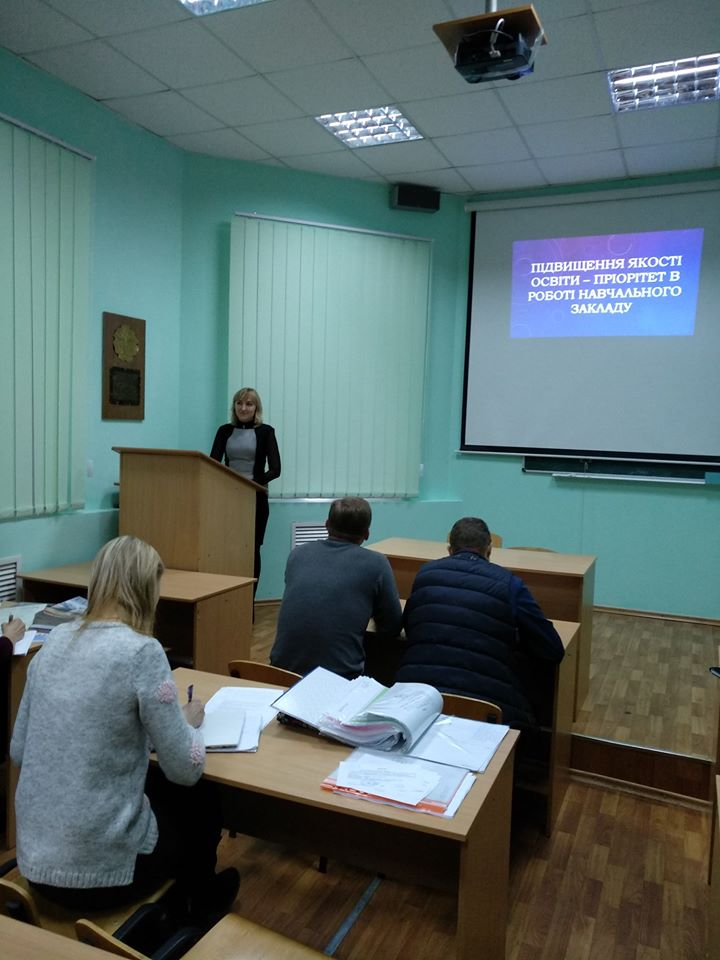 ПІДВИЩЕННЯ ЯКОСТІ
ОСВІТИ – ПРІОРІТЕТ В
РОБОТІ НАВЧАЛЬНОГО
ЗАКЛАДУ